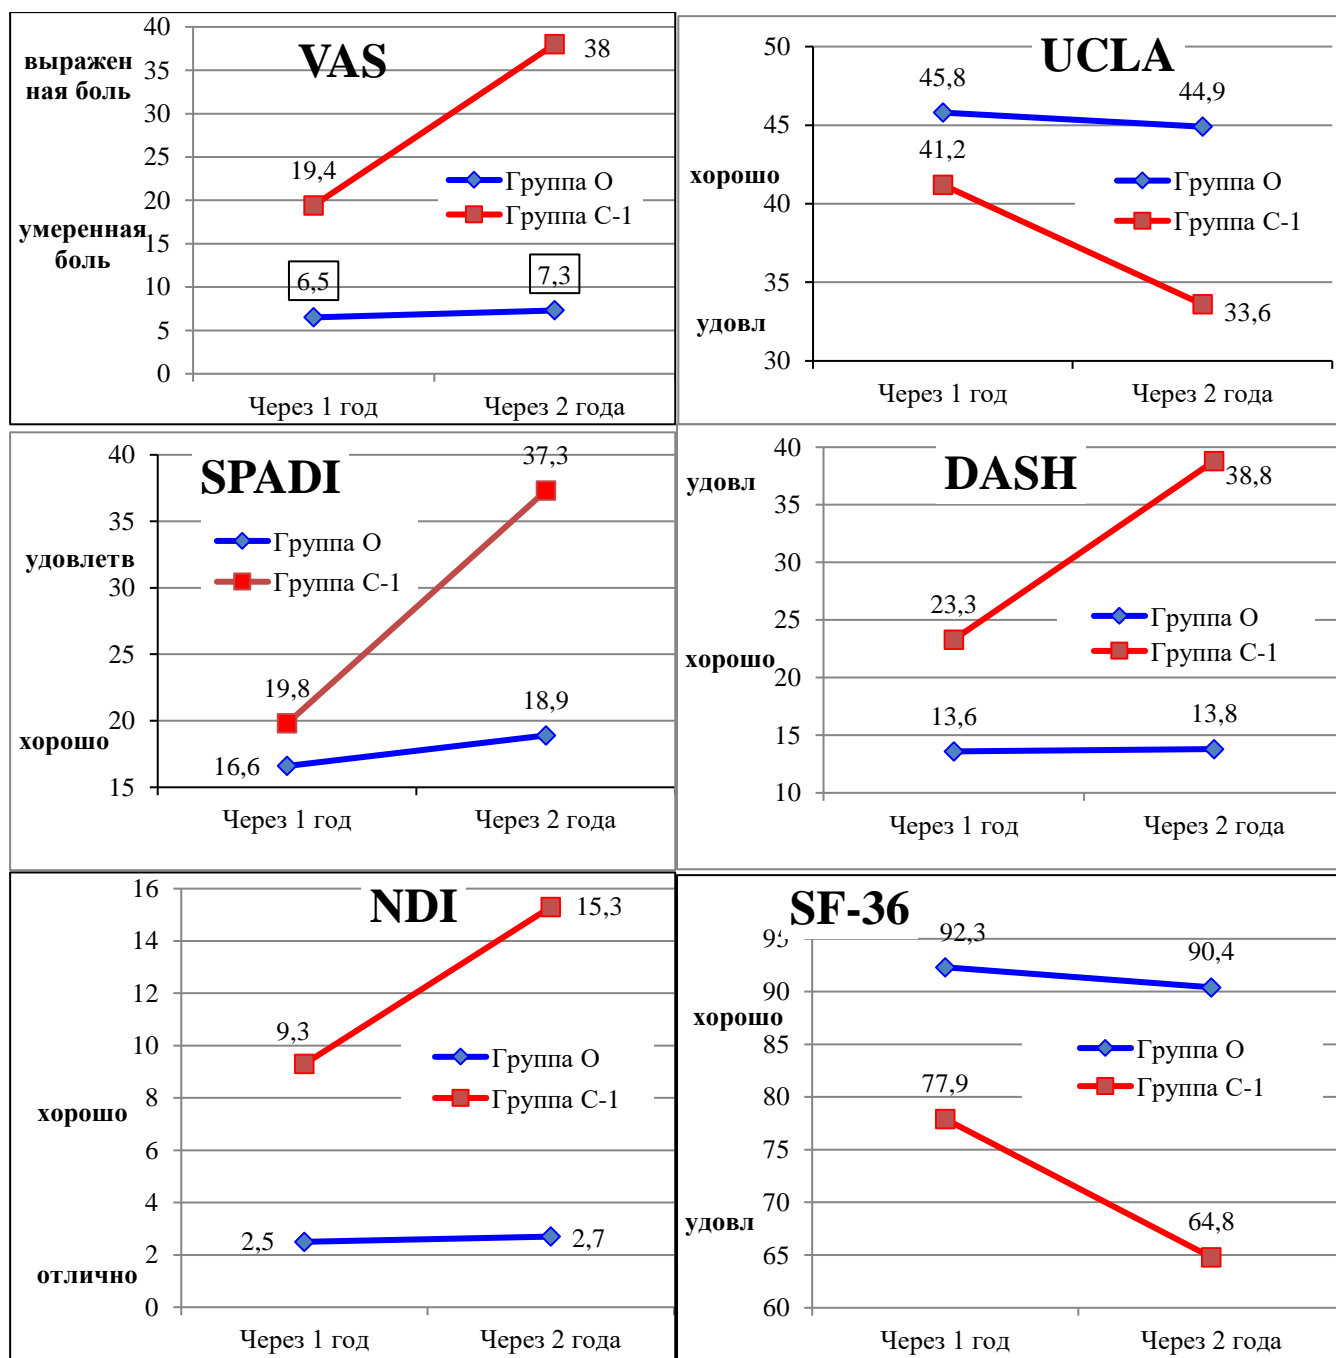 VAS
выражен
ная боль
умеренная
боль
40
35
30
25
20
15
10
5
0
19,4
38
6,5
7,3
Группа О
Группа С-1
Через 1 год
Через 2 года
UCLA
хорошо
удовл
50
45
40
35
30
45,8
44,9
41,2
33,6
Группа О
Группа С-1
Через 1 год
Через 2 года
SPADI
удовлетв
хорошо
40
35
30
25
20
15
37,3
19,8
18,9
16,6
Группа О
Группа С-1
Через 1 год
Через 2 года
DASH
удовл
хорошо
40
35
30
25
20
15
10
38,8
23,3
13,6
13,8
Группа О
Группа С-1
Через 1 год
Через 2 года
NDI
хорошо
отлично
16
14
12
10
8
6
4
2
0
15,3
9,3
2,5
2,7
Группа О
Группа С-1
Через 1 год
Через 2 года
SF-36
хорошо
удовл
95
90
85
80
75
70
65
60
92,3
90,4
77,9
64,8
Группа О
Группа С-1
Через 1 год
Через 2 года